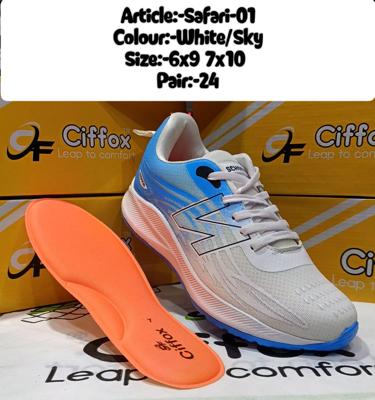 Article:-Safari-01
Colour:-White/Sky
Size:-6x9 7x10
Pair:-24
Ciffox
Leap to comfort
Ciffox
Leap to comfort
Ciffox
Ciffox
Leap to comfort